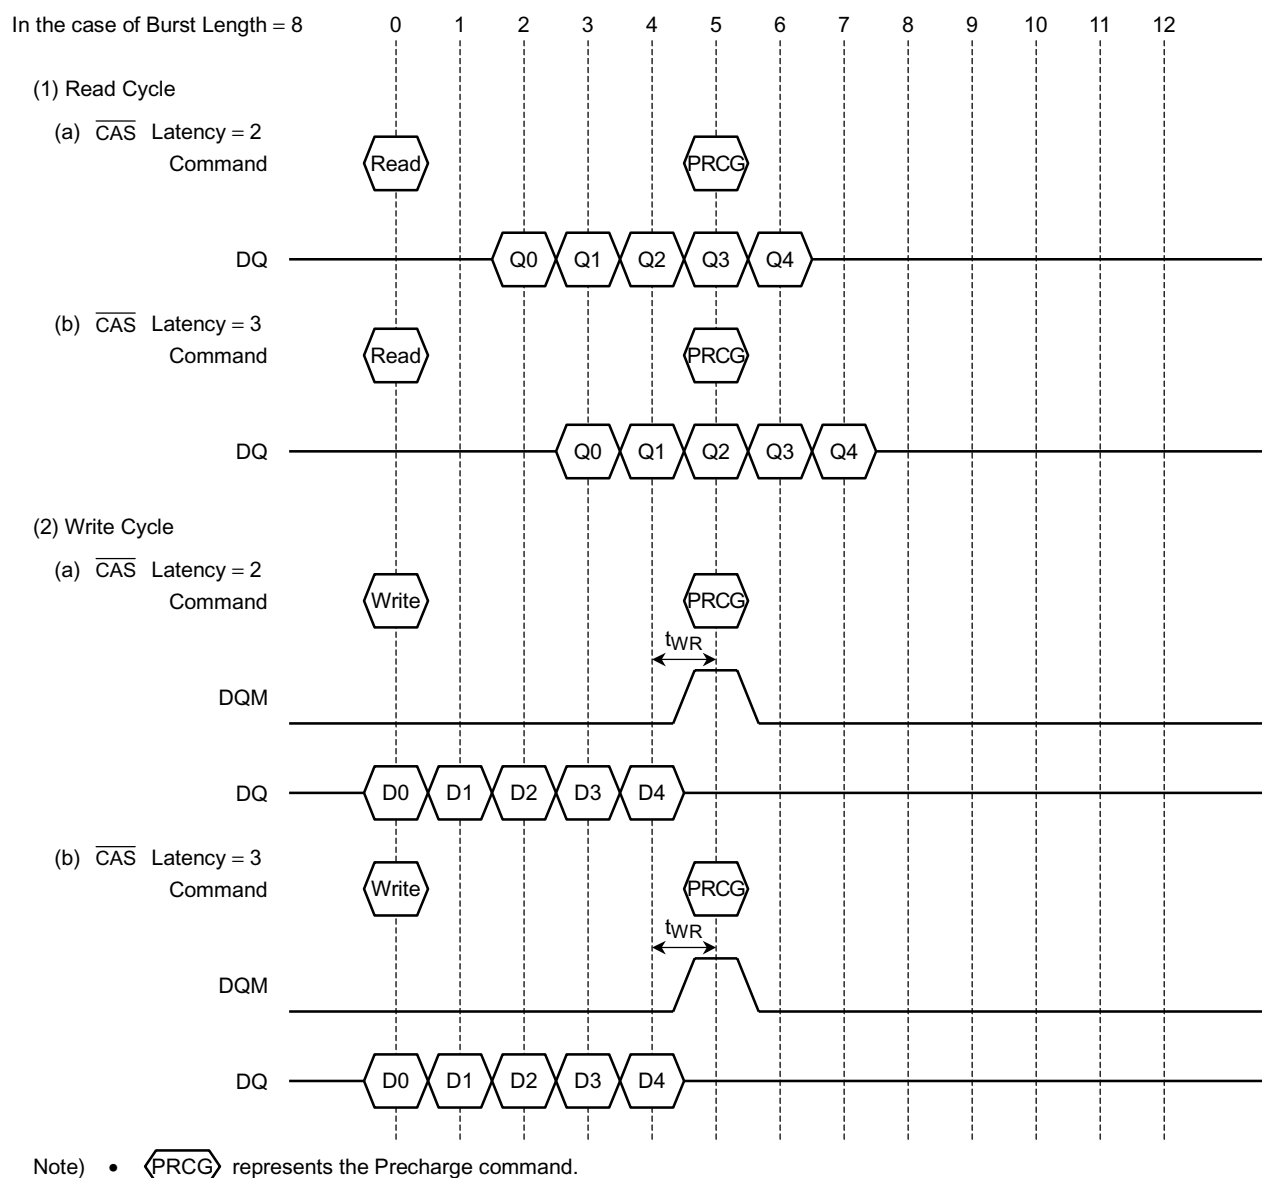 In the case of Burst Length = 8 0 1 2 3 4 5 6 7 8 9 10 11 12
(1) Read Cycle
(a) CAS Latency = 2
Command Read PRCG
DQ Q0 Q1 Q2 Q3 Q4
(b) CAS Latency = 3
Command Read PRCG
DQ Q0 Q1 Q2 Q3 Q4
(2) Write Cycle
(a) CAS Latency = 2
Command Write PRCG
tWR
DQM
DQ D0 D1 D2 D3 D4
(b) CAS Latency = 3
Command Write PRCG
tWR
DQM
DQ D0 D1 D2 D3 D4
Note) • PRCG represents the Precharge command.